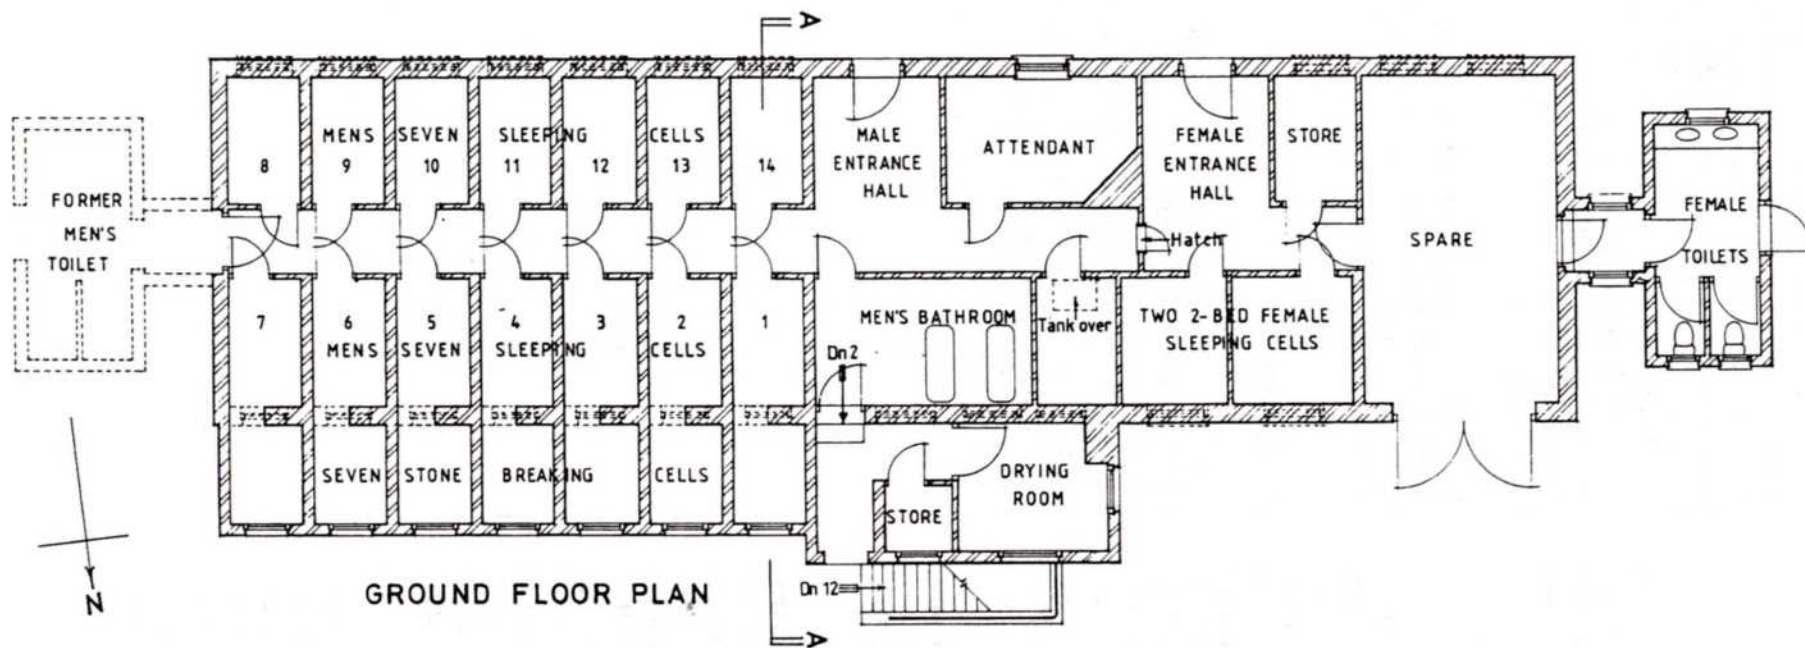 A
MENS SEVEN SLEEPING CELLS
8 9 10 11 12 13 14
MALE
ENTRANCE
HALL
ATTENDANT
FEMALE
ENTRANCE
HALL
STORE
FORMER
MEN'S
TOILET
Hatch
SPARE
FEMALE
TOILETS
7 6 5 4 3 2 1
MENS SEVEN SLEEPING CELLS
MEN'S BATHROOM
Dn 2
Tank over
TWO 2-BED FEMALE
SLEEPING CELLS
SEVEN STONE BREAKING CELLS
DRYING
ROOM
STORE
N
GROUND FLOOR PLAN
Dn 12
A